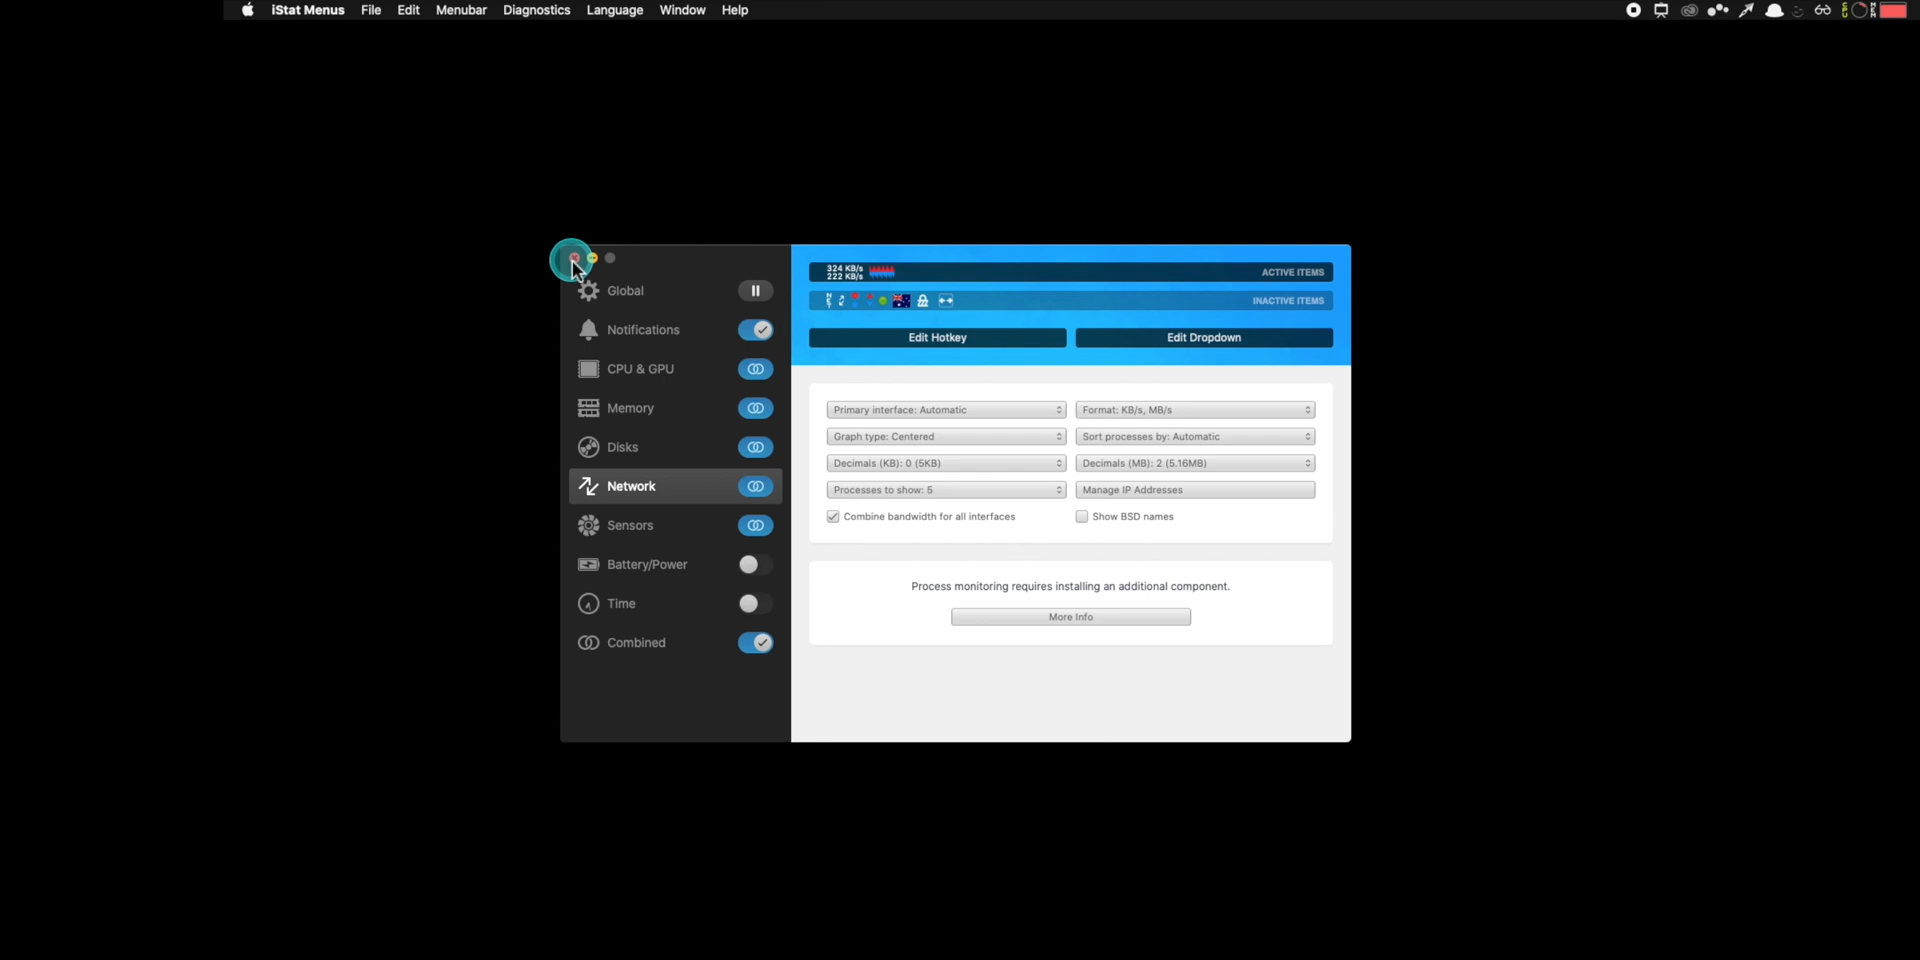 iStat Menus File Edit Menubar Diagnostics Language Window Help
CPU MEM
Global
Notifications
CPU & GPU
Memory
Disks
Network
Sensors
Battery/Power
Time
Combined
324 KB/s
222 KB/s
ACTIVE ITEMS
NET
INACTIVE ITEMS
Edit Hotkey Edit Dropdown
Primary interface: Automatic Format: KB/s, MB/s
Graph type: Centered Sort processes by: Automatic
Decimals (KB): 0 (5KB) Decimals (MB): 2 (5.16MB)
Processes to show: 5 Manage IP Addresses
Combine bandwidth for all interfaces Show BSD names
Process monitoring requires installing an additional component.
More Info